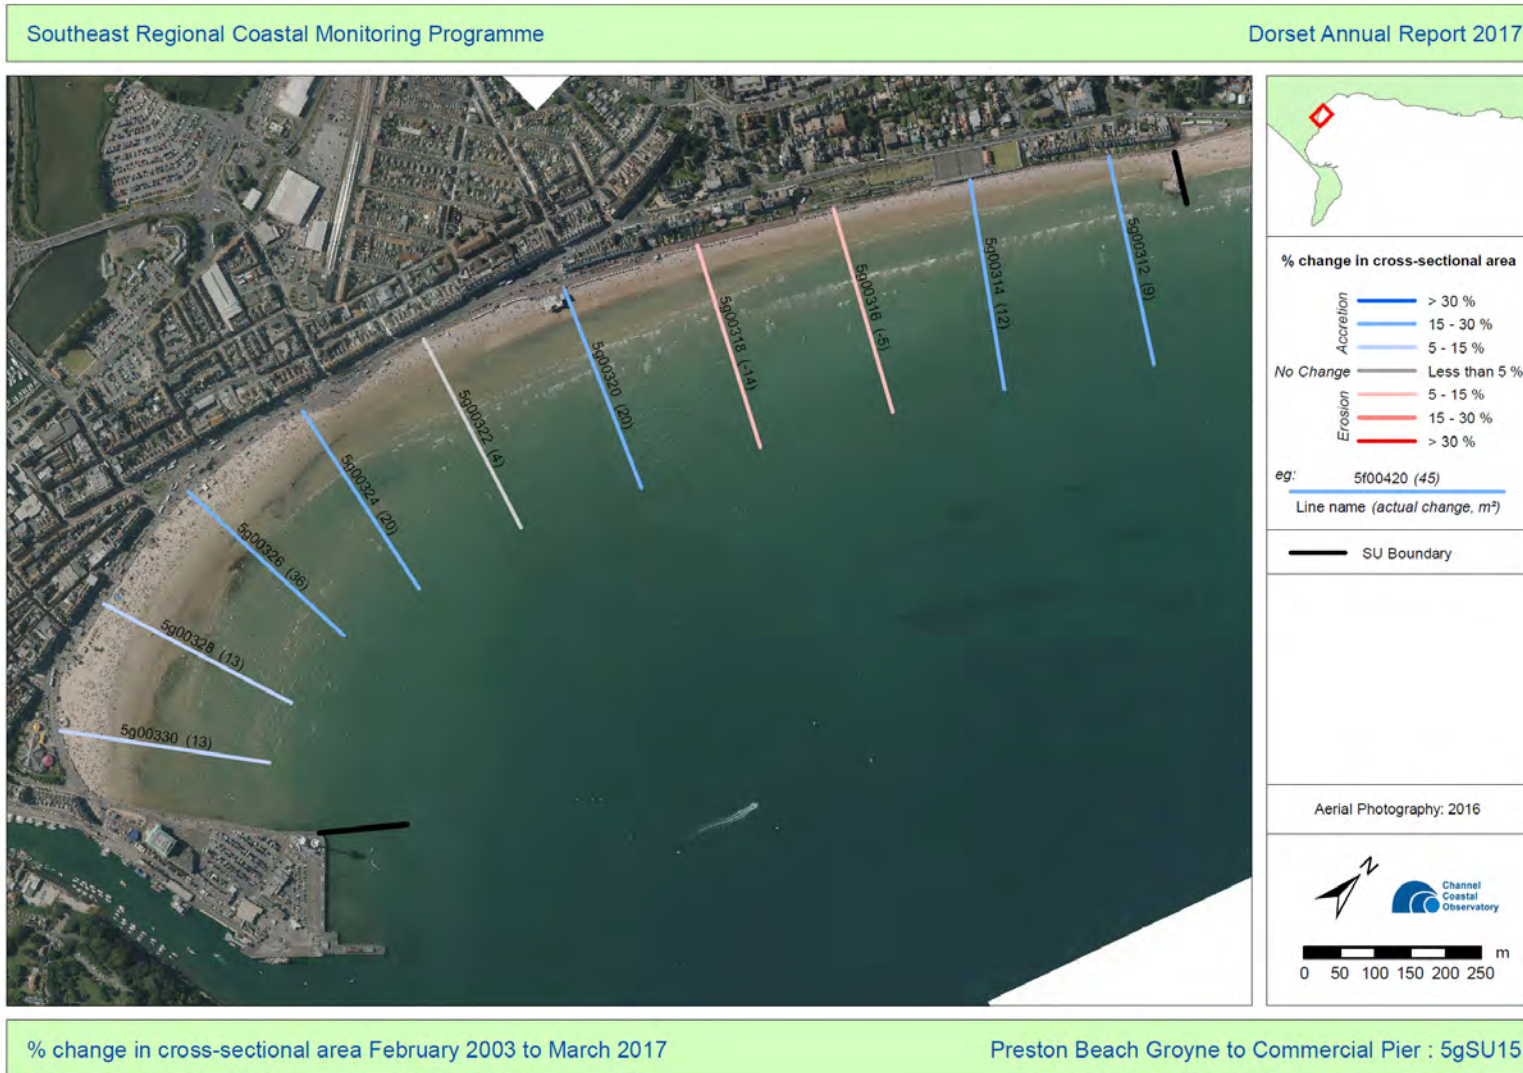 Southeast Regional Coastal Monitoring Programme
Dorset Annual Report 2017
5g00312 (9)
5g00314 (12)
5g00316 (-5)
5g00318 (-14)
5g00320 (20)
5g00322 (4)
5g00324 (20)
5g00326 (36)
5g00328 (13)
5g00330 (13)
% change in cross-sectional area
Accretion
> 30 %
15 - 30 %
5 - 15 %
No Change
Less than 5 %
Erosion
5 - 15 %
15 - 30 %
> 30 %
eg:
5f00420 (45)
Line name (actual change, m²)
SU Boundary
Aerial Photography: 2016
N
Channel
Coastal
Observatory
m
0 50 100 150 200 250
% change in cross-sectional area February 2003 to March 2017
Preston Beach Groyne to Commercial Pier : 5gSU15